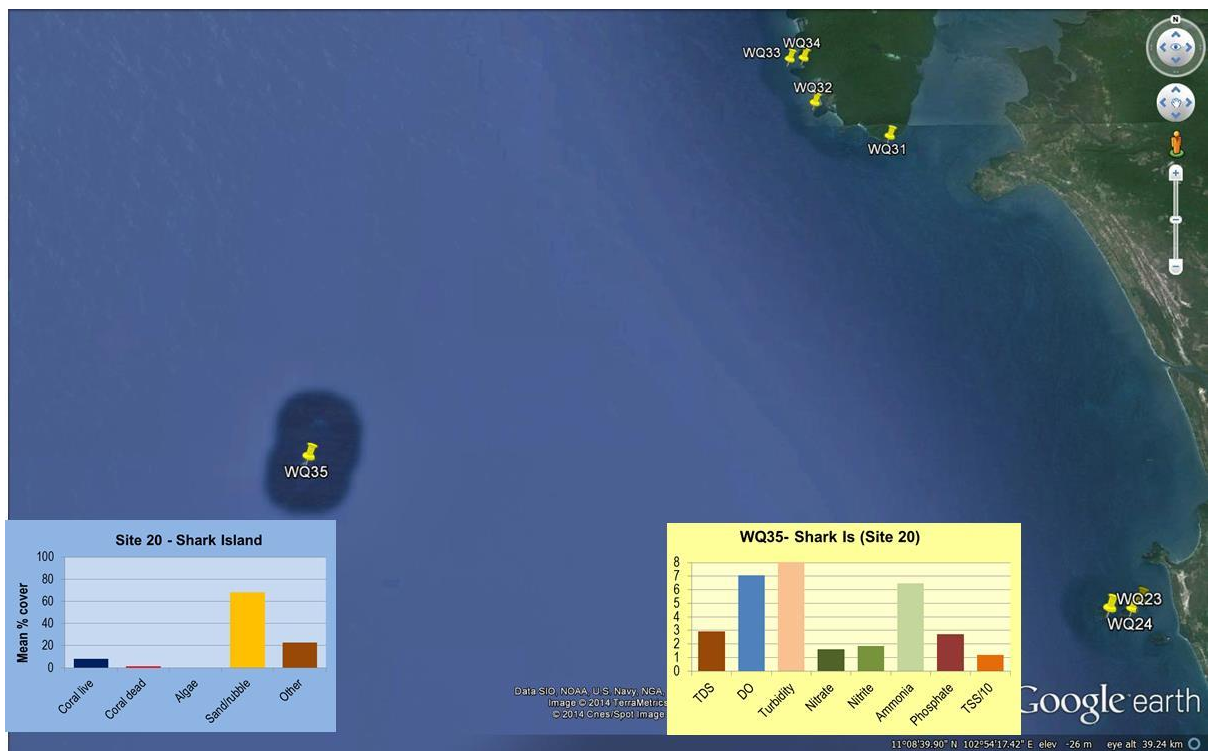 N
WQ34
WQ33
WQ32
WQ31
WQ35
WQ23
WQ24
Site 20 - Shark Island
Mean % cover
100
80
60
40
20
0
Coral live
Coral dead
Algae
Sand/rubble
Other
WQ35- Shark Is (Site 20)
8
7
6
5
4
3
2
1
0
TDS
DO
Turbidity
Nitrate
Nitrite
Ammonia
Phosphate
TSS/10
Data SIO, NOAA, U.S. Navy, NGA,
Image © 2014 TerraMetrics
© 2014 Cnes/Spot Image
Google earth
11°08'39.90" N 102°54'17.42" E elev -26 m eye alt 39.24 km